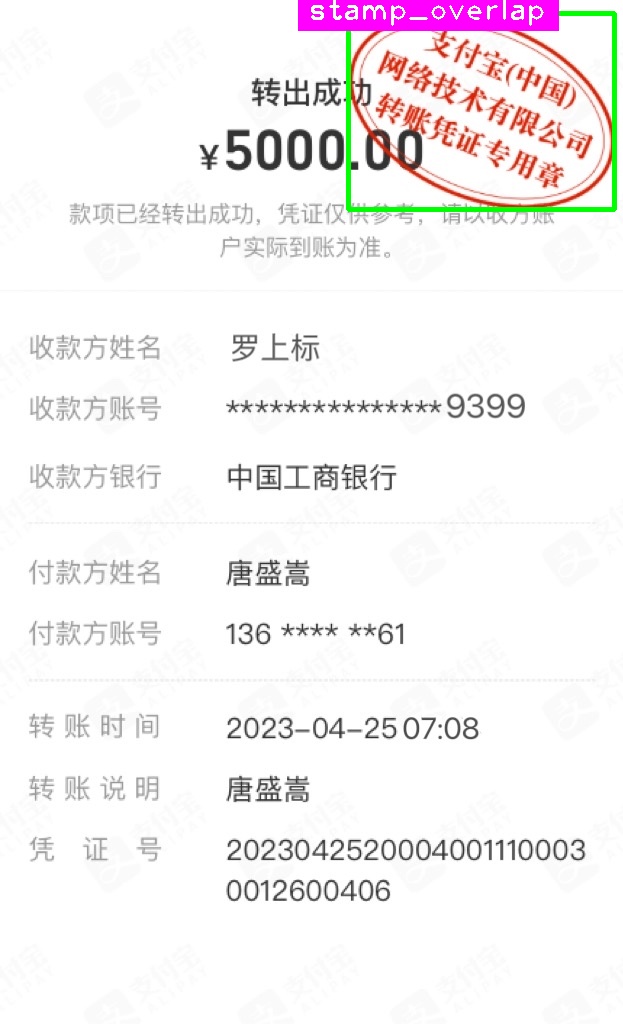 stamp_overlap
支付宝(中国)
网络技术有限公司
转账凭证专用章
转出成功
¥5000.00
款项已经转出成功，凭证仅供参考，请以收方账
户实际到账为准。
收款方姓名 罗上标
收款方账号 ***************9399
收款方银行 中国工商银行
付款方姓名 唐盛嵩
付款方账号 136 **** **61
转账时间 2023-04-25 07:08
转账说明 唐盛嵩
凭证号 2023042520004001110003
0012600406